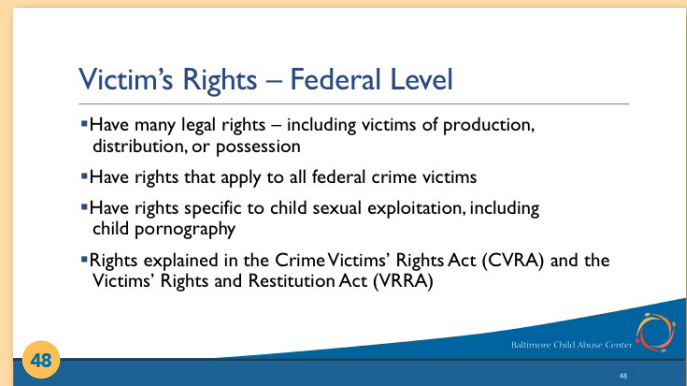 Victim's Rights – Federal Level
▪Have many legal rights – including victims of production,
distribution, or possession
▪Have rights that apply to all federal crime victims
▪Have rights specific to child sexual exploitation, including
child pornography
▪Rights explained in the Crime Victims' Rights Act (CVRA) and the
Victims' Rights and Restitution Act (VRRA)
Baltimore Child Abuse Center
48
48